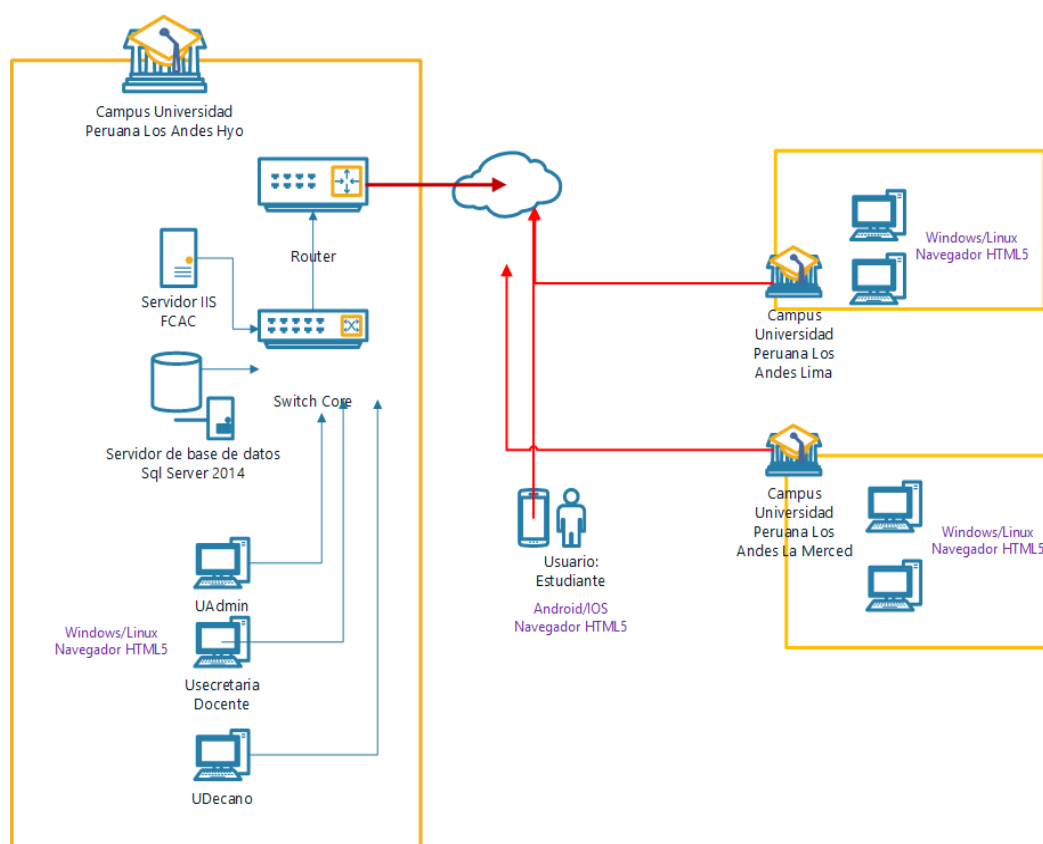 Campus Universidad
Peruana Los Andes Hyo
Router
Servidor IIS
FCAC
Switch Core
Servidor de base de datos
Sql Server 2014
UAdmin
Windows/Linux
Navegador HTML5
Usecretaria
Docente
UDecano
Usuario:
Estudiante
Android/IOS
Navegador HTML5
Windows/Linux
Navegador HTML5
Campus
Universidad
Peruana Los
Andes Lima
Campus
Universidad
Peruana Los
Andes La Merced
Windows/Linux
Navegador HTML5